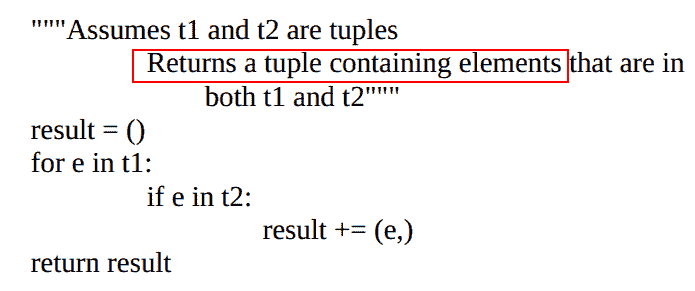 """Assumes t1 and t2 are tuples
Returns a tuple containing elements that are in
both t1 and t2"""
result = ()
for e in t1:
if e in t2:
result += (e,)
return result